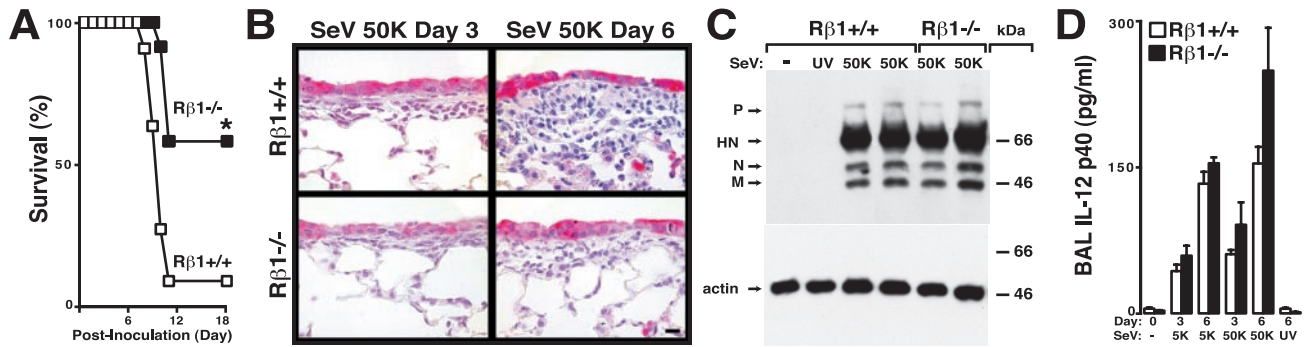 A
100
50
0
Survival (%)
Rβ1-/-
*
Rβ1+/+
6 12 18
Post-Inoculation (Day)
B
SeV 50K Day 3 SeV 50K Day 6
Rβ1+/+
Rβ1-/-
C
Rβ1+/+ Rβ1-/- kDa
SeV: - UV 50K 50K 50K 50K
P
HN
N
M
66
46
actin
66
46
D
BAL IL-12 p40 (pg/ml)
300
150
0
Rβ1+/+
Rβ1-/-
Day: 0 3 6 3 6 6
SeV: - 5K 5K 50K 50K UV